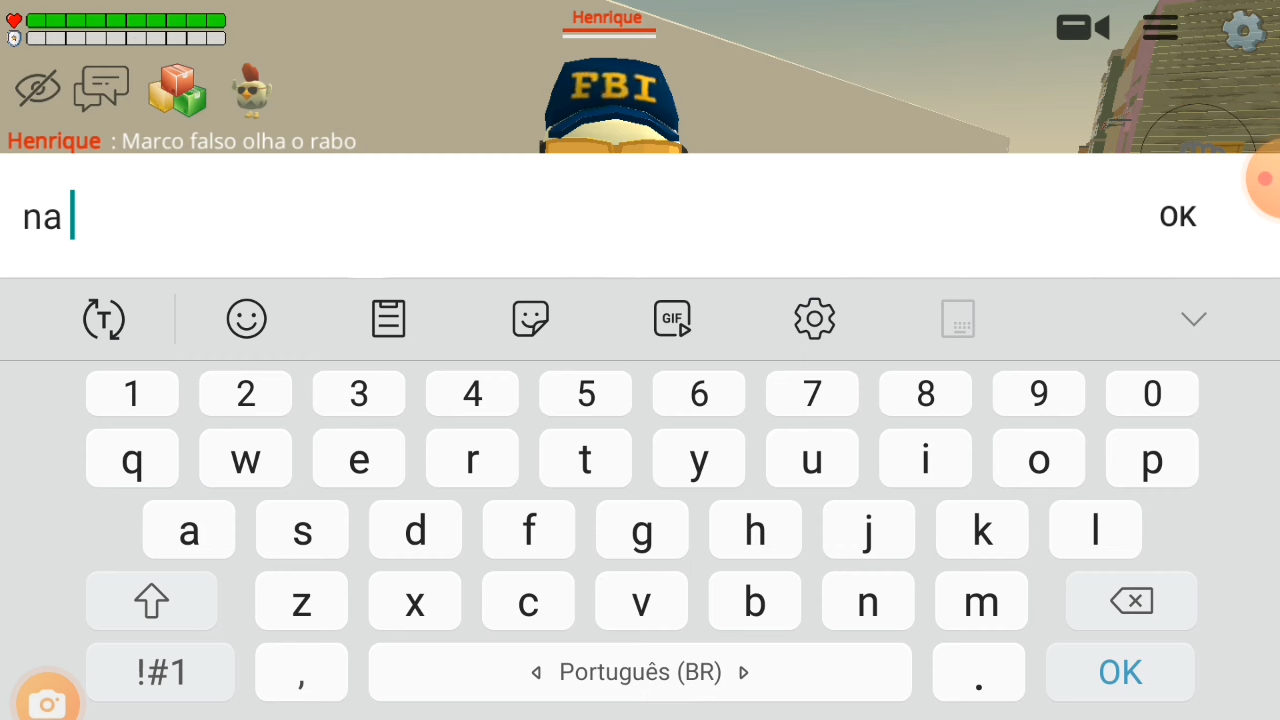 Henrique
FBI
Henrique : Marco falso olha o rabo
na
OK
T
GIF
1 2 3 4 5 6 7 8 9 0
q w e r t y u i o p
a s d f g h j k l
z x c v b n m
!#1 , Português (BR) . OK